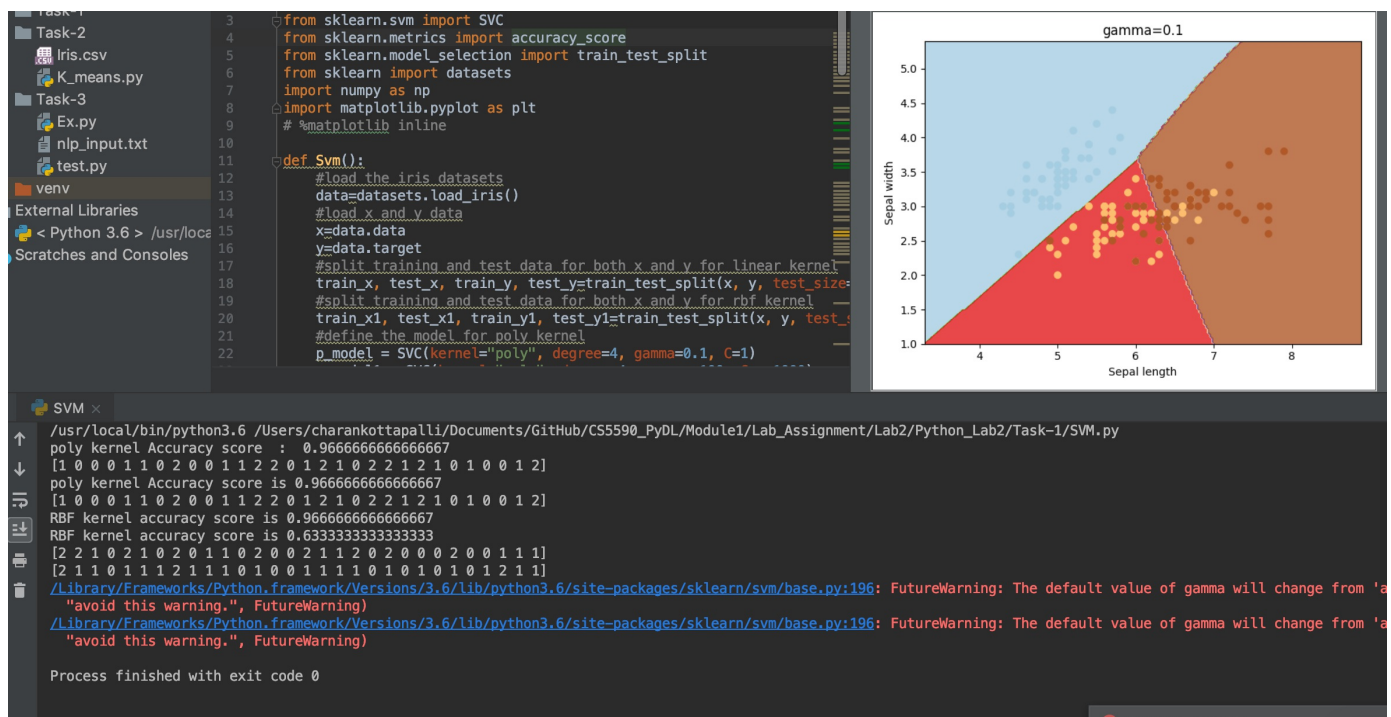 Task-1
Task-2
Iris.csv
K_means.py
Task-3
Ex.py
nlp_input.txt
test.py
venv
External Libraries
< Python 3.6 > /usr/loca
Scratches and Consoles
3 from sklearn.svm import SVC
4 from sklearn.metrics import accuracy_score
5 from sklearn.model_selection import train_test_split
6 from sklearn import datasets
7 import numpy as np
8 import matplotlib.pyplot as plt
9 # %matplotlib inline
10
11 def Svm():
12 #load the iris datasets
13 data=datasets.load_iris()
14 #load x and y data
15 x=data.data
16 y=data.target
17 #split training and test data for both x and y for linear kernel
18 train_x, test_x, train_y, test_y=train_test_split(x, y, test_size=
19 #split training and test data for both x and y for rbf kernel
20 train_x1, test_x1, train_y1, test_y1=train_test_split(x, y, test_s
21 #define the model for poly kernel
22 p_model = SVC(kernel="poly", degree=4, gamma=0.1, C=1)
gamma=0.1
5.0
4.5
4.0
3.5
3.0
2.5
2.0
1.5
1.0
Sepal width
4 5 6 7 8
Sepal length
SVM
/usr/local/bin/python3.6 /Users/charankottapalli/Documents/GitHub/CS5590_PyDL/Module1/Lab_Assignment/Lab2/Python_Lab2/Task-1/SVM.py
poly kernel Accuracy score : 0.9666666666666667
[1 0 0 0 1 1 0 2 0 0 1 1 2 2 0 1 2 1 0 2 2 1 2 1 0 1 0 0 1 2]
poly kernel Accuracy score is 0.9666666666666667
[1 0 0 0 1 1 0 2 0 0 1 1 2 2 0 1 2 1 0 2 2 1 2 1 0 1 0 0 1 2]
RBF kernel accuracy score is 0.9666666666666667
RBF kernel accuracy score is 0.6333333333333333
[2 2 1 0 2 1 0 2 0 1 1 0 2 0 0 2 1 1 2 0 2 0 0 0 2 0 0 1 1 1]
[2 1 1 0 1 1 1 2 1 1 1 0 1 0 0 1 1 1 1 0 1 0 1 0 1 0 1 2 1 1]
/Library/Frameworks/Python.framework/Versions/3.6/lib/python3.6/site-packages/sklearn/svm/base.py:196: FutureWarning: The default value of gamma will change from 'a
"avoid this warning.", FutureWarning)
/Library/Frameworks/Python.framework/Versions/3.6/lib/python3.6/site-packages/sklearn/svm/base.py:196: FutureWarning: The default value of gamma will change from 'a
"avoid this warning.", FutureWarning)
Process finished with exit code 0